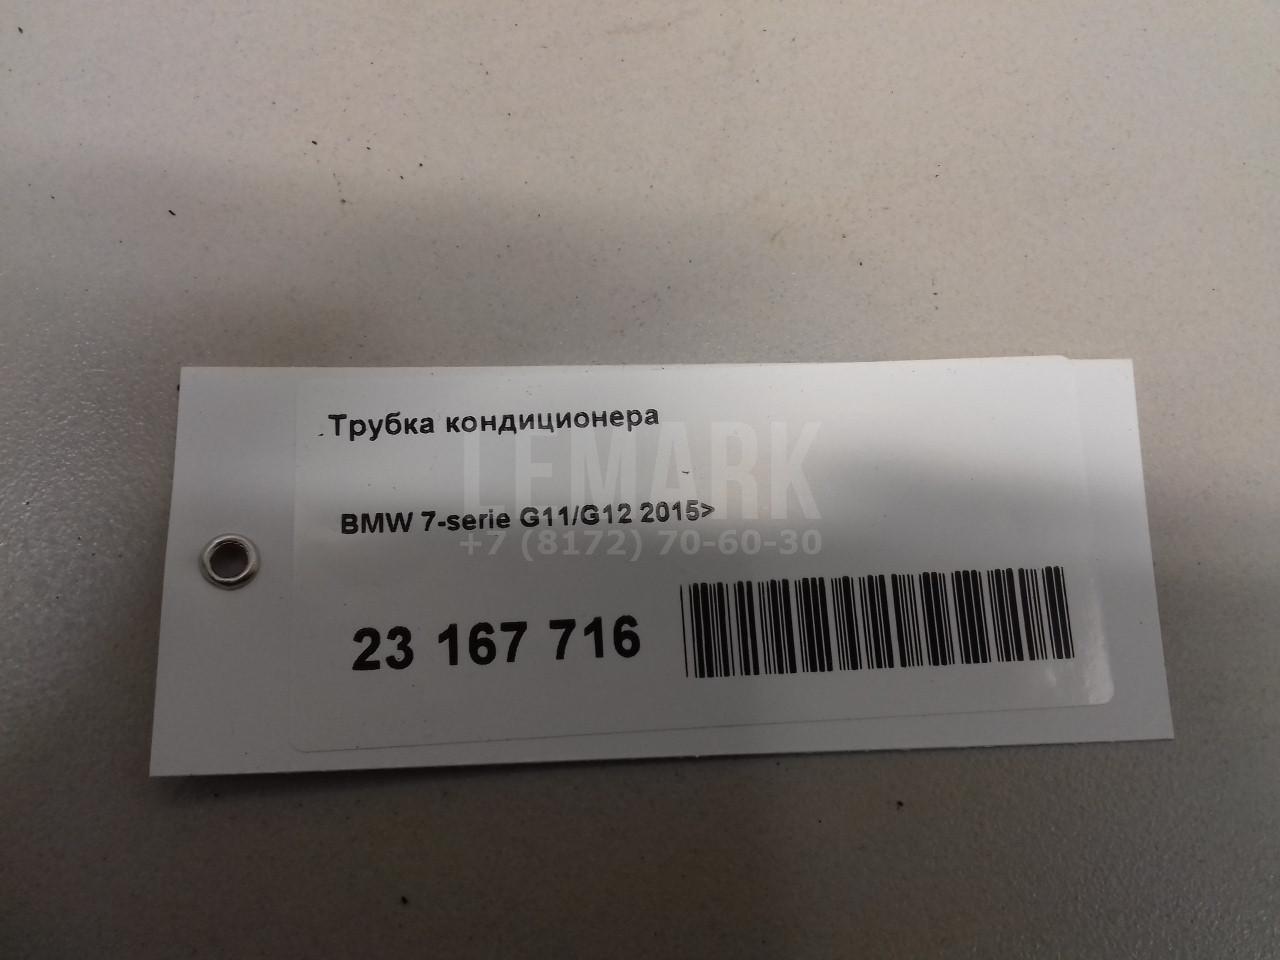 Трубка кондиционера
LEMARK
BMW 7-serie G11/G12 2015>
+7 (8172) 70-60-30
23 167 716